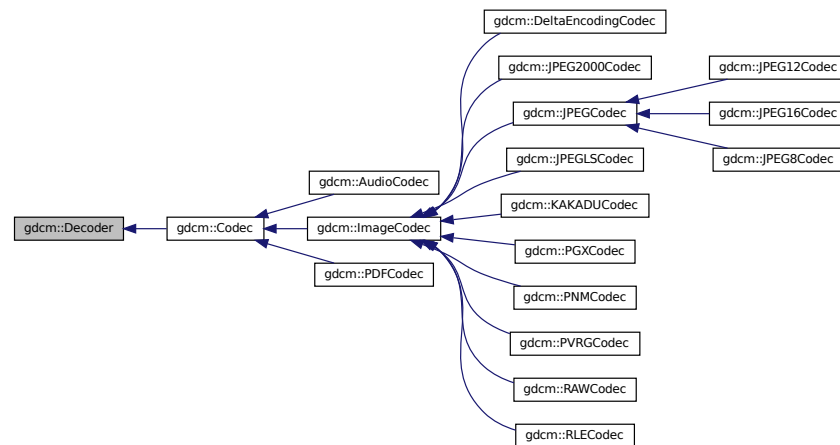 gdcm::DeltaEncodingCodec
gdcm::JPEG2000Codec
gdcm::JPEG12Codec
gdcm::JPEGCodec
gdcm::JPEG16Codec
gdcm::JPEGLSCodec
gdcm::JPEG8Codec
gdcm::AudioCodec
gdcm::KAKADUCodec
gdcm::Decoder
gdcm::Codec
gdcm::ImageCodec
gdcm::PGXCodec
gdcm::PDFCodec
gdcm::PNMCodec
gdcm::PVRGCodec
gdcm::RAWCodec
gdcm::RLECodec